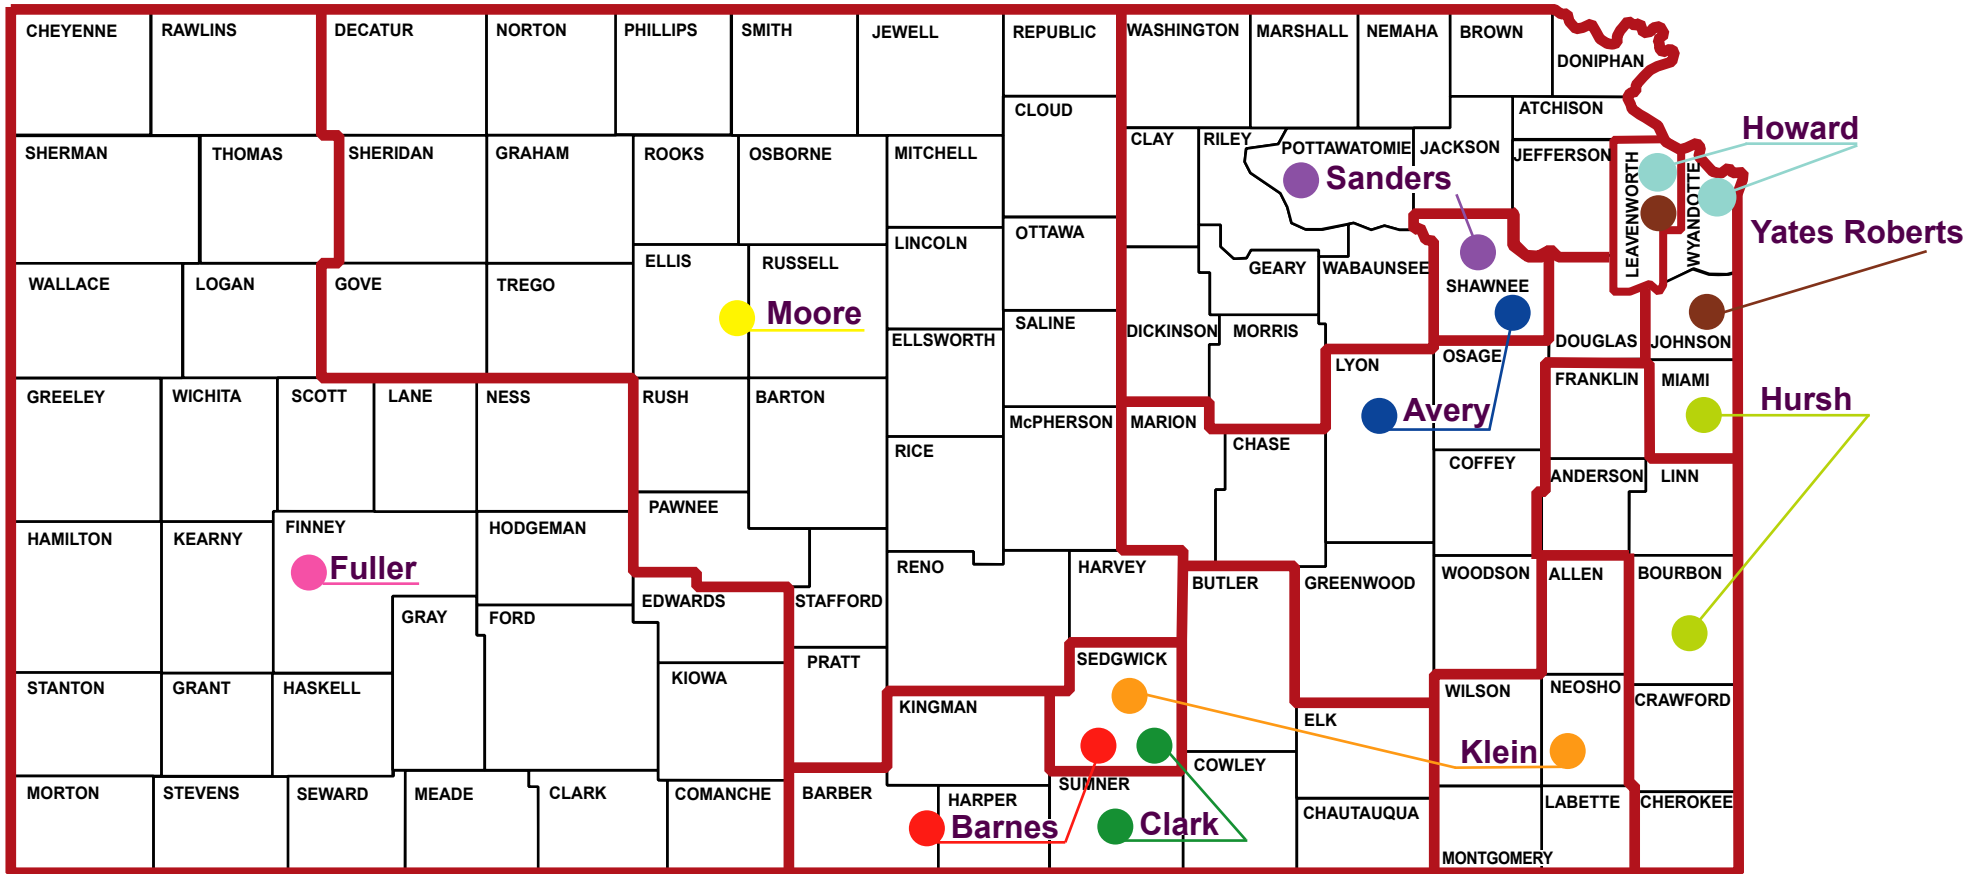 CHEYENNE
RAWLINS
DECATUR
NORTON
PHILLIPS
SMITH
JEWELL
REPUBLIC
WASHINGTON
MARSHALL
NEMAHA
BROWN
DONIPHAN
CLOUD
ATCHISON
SHERMAN
THOMAS
SHERIDAN
GRAHAM
ROOKS
OSBORNE
MITCHELL
CLAY
RILEY
POTTAWATOMIE
JACKSON
JEFFERSON
LEAVENWORTH
WYANDOTTE
Howard
Sanders
Yates Roberts
WALLACE
LOGAN
GOVE
TREGO
ELLIS
RUSSELL
LINCOLN
OTTAWA
GEARY
WABAUNSEE
SHAWNEE
Moore
ELLSWORTH
SALINE
DICKINSON
MORRIS
LYON
OSAGE
DOUGLAS
JOHNSON
GREELEY
WICHITA
SCOTT
LANE
NESS
RUSH
BARTON
RICE
McPHERSON
MARION
CHASE
Avery
COFFEY
FRANKLIN
MIAMI
Hursh
ANDERSON
LINN
HAMILTON
KEARNY
FINNEY
Fuller
HODGEMAN
PAWNEE
EDWARDS
STAFFORD
RENO
HARVEY
BUTLER
GREENWOOD
WOODSON
ALLEN
BOURBON
GRAY
FORD
STANTON
GRANT
HASKELL
KIOWA
PRATT
KINGMAN
SEDGWICK
ELK
WILSON
NEOSHO
CRAWFORD
Klein
MORTON
STEVENS
SEWARD
MEADE
CLARK
COMANCHE
BARBER
HARPER
Barnes
SUMNER
Clark
COWLEY
CHAUTAUQUA
MONTGOMERY
LABETTE
CHEROKEE